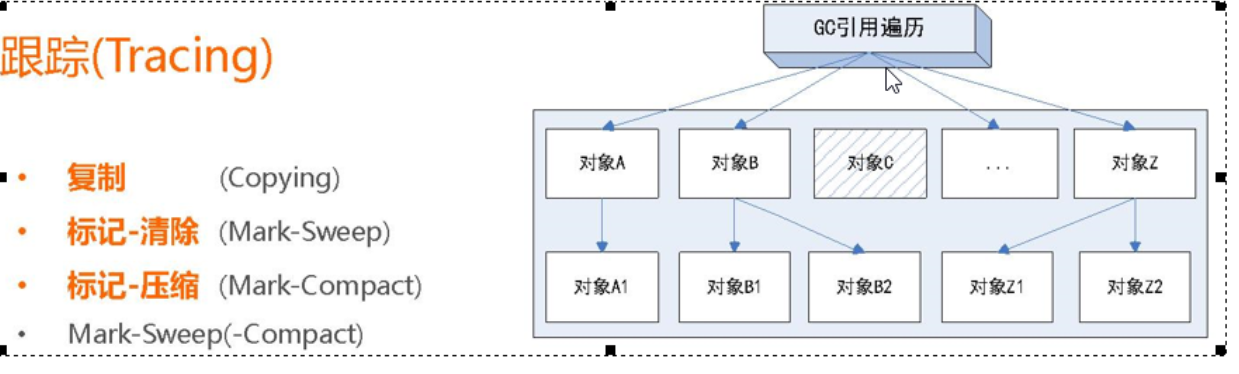 跟踪(Tracing)
• 复制 (Copying)
• 标记-清除 (Mark-Sweep)
• 标记-压缩 (Mark-Compact)
• Mark-Sweep(-Compact)
GC引用遍历
对象A 对象B 对象C ... 对象Z
对象A1 对象B1 对象B2 对象Z1 对象Z2